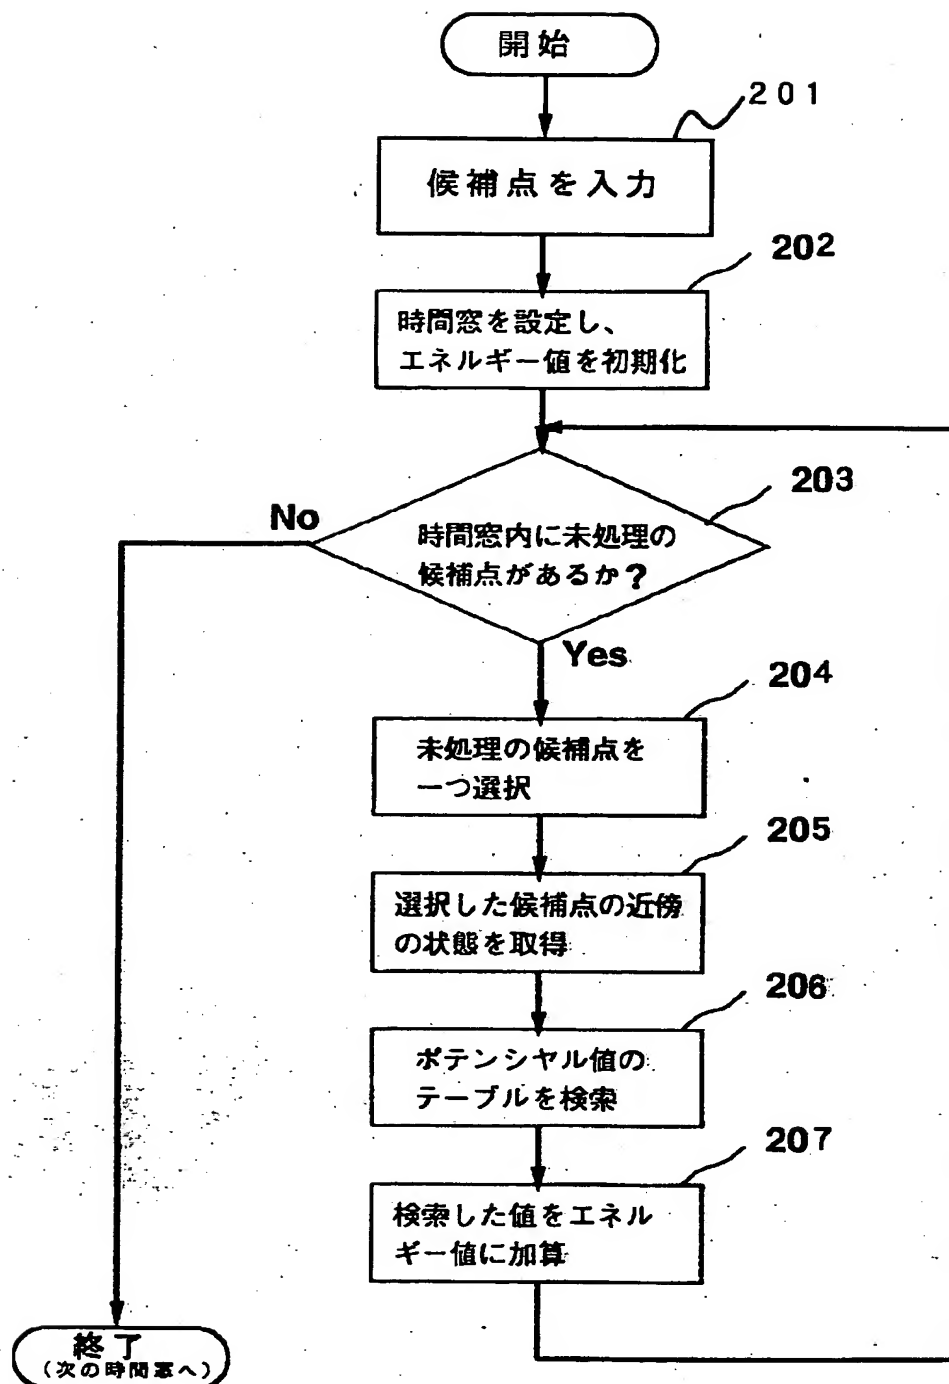 開始
201
候補点を入力
202
時間窓を設定し、
エネルギー値を初期化
203
No
時間窓内に未処理の
候補点があるか?
Yes
204
未処理の候補点を
一つ選択
205
選択した候補点の近傍
の状態を取得
206
ポテンシャル値の
テーブルを検索
207
検索した値をエネル
ギー値に加算
終了
(次の時間窓へ)